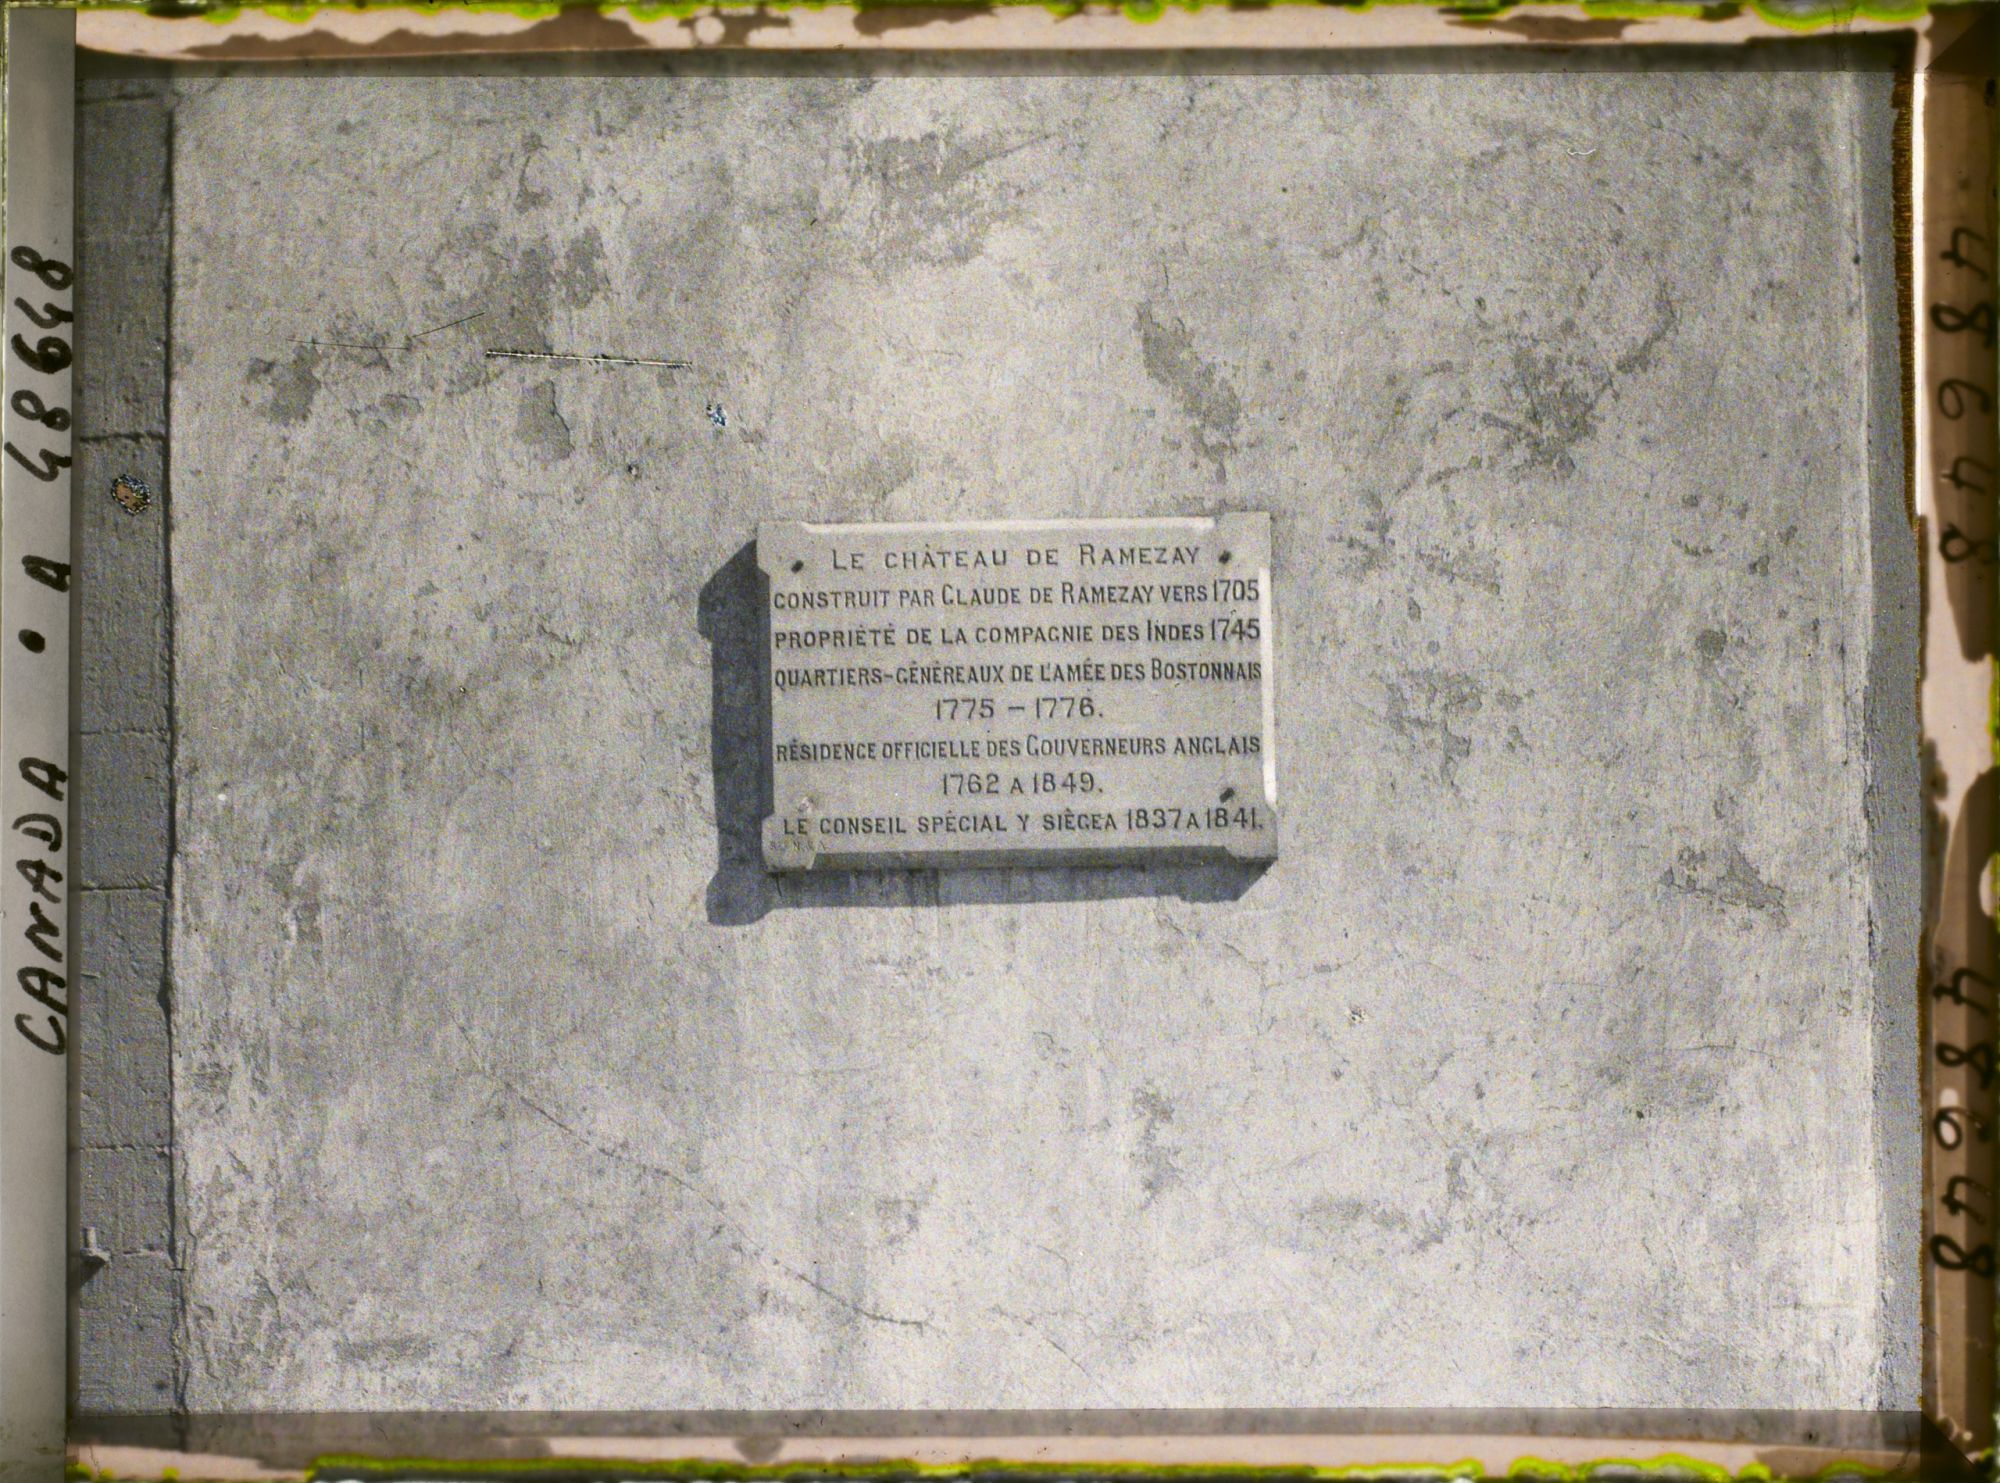 LE CHÂTEAU DE RAMEZAY
CONSTRUIT PAR CLAUDE DE RAMEZAY VERS 1705
PROPRIÉTÉ DE LA COMPAGNIE DES INDES 1745
QUARTIERS-GÉNÉREAUX DE L'AMÉE DES BOSTONNAIS
1775 - 1776.
RÉSIDENCE OFFICIELLE DES GOUVERNEURS ANGLAIS
1762 A 1849.
LE CONSEIL SPÉCIAL Y SIÈGEA 1837 A 1841.
CANADA • A 48648
48648
48648